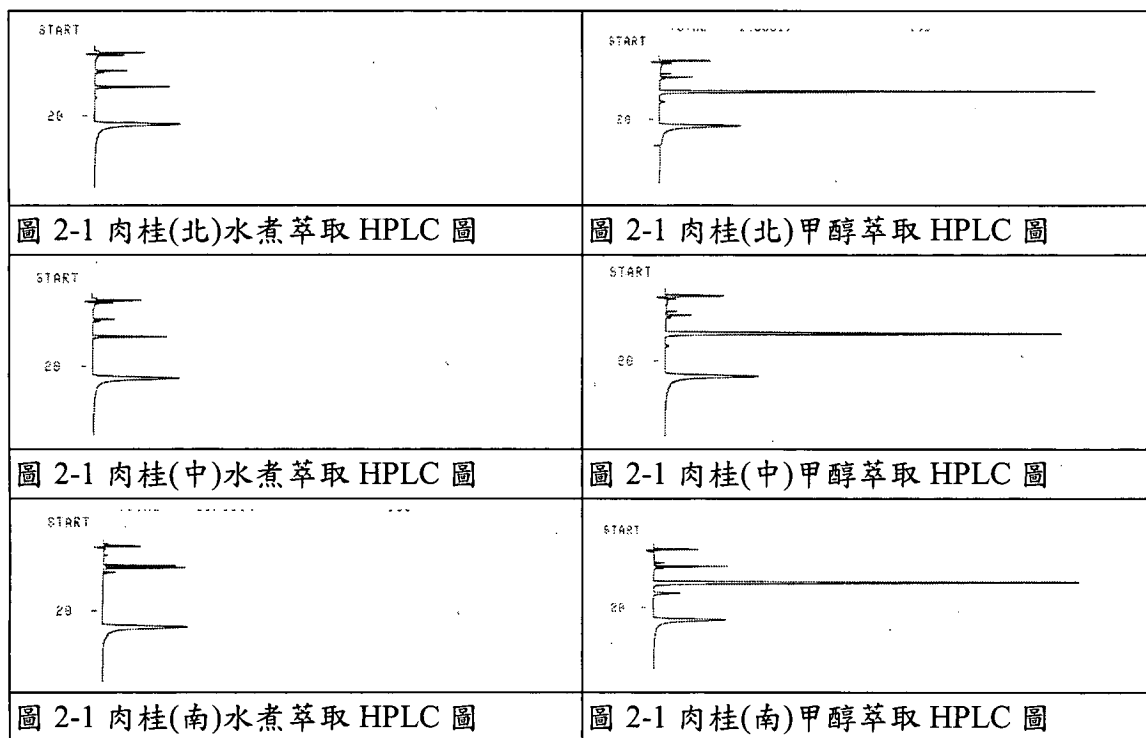 START
20 -
START
20 -
圖 2-1 肉桂(北)水煮萃取 HPLC 圖
圖 2-1 肉桂(北)甲醇萃取 HPLC 圖
START
20 -
START
20 -
圖 2-1 肉桂(中)水煮萃取 HPLC 圖
圖 2-1 肉桂(中)甲醇萃取 HPLC 圖
START
20 -
START
20 -
圖 2-1 肉桂(南)水煮萃取 HPLC 圖
圖 2-1 肉桂(南)甲醇萃取 HPLC 圖